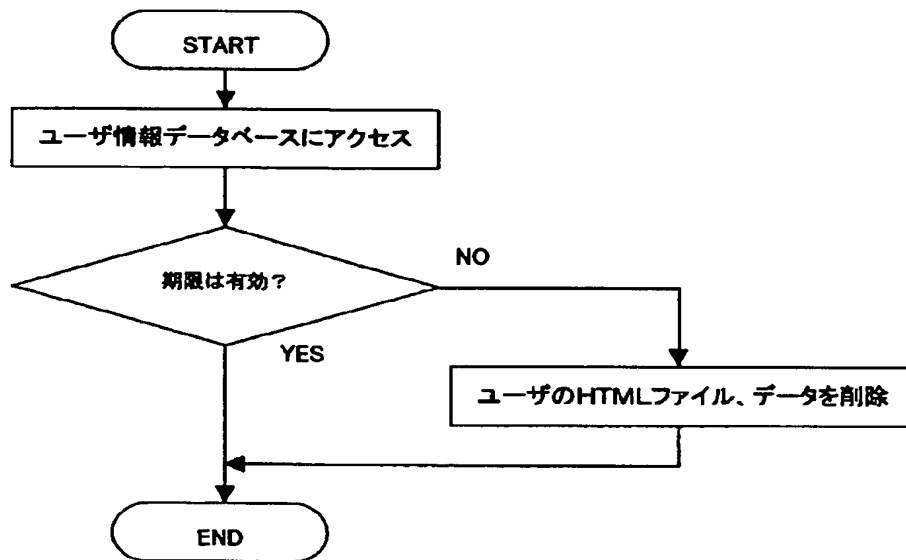 START
ユーザ情報データベースにアクセス
期限は有効？
NO
YES
ユーザのHTMLファイル、データを削除
END